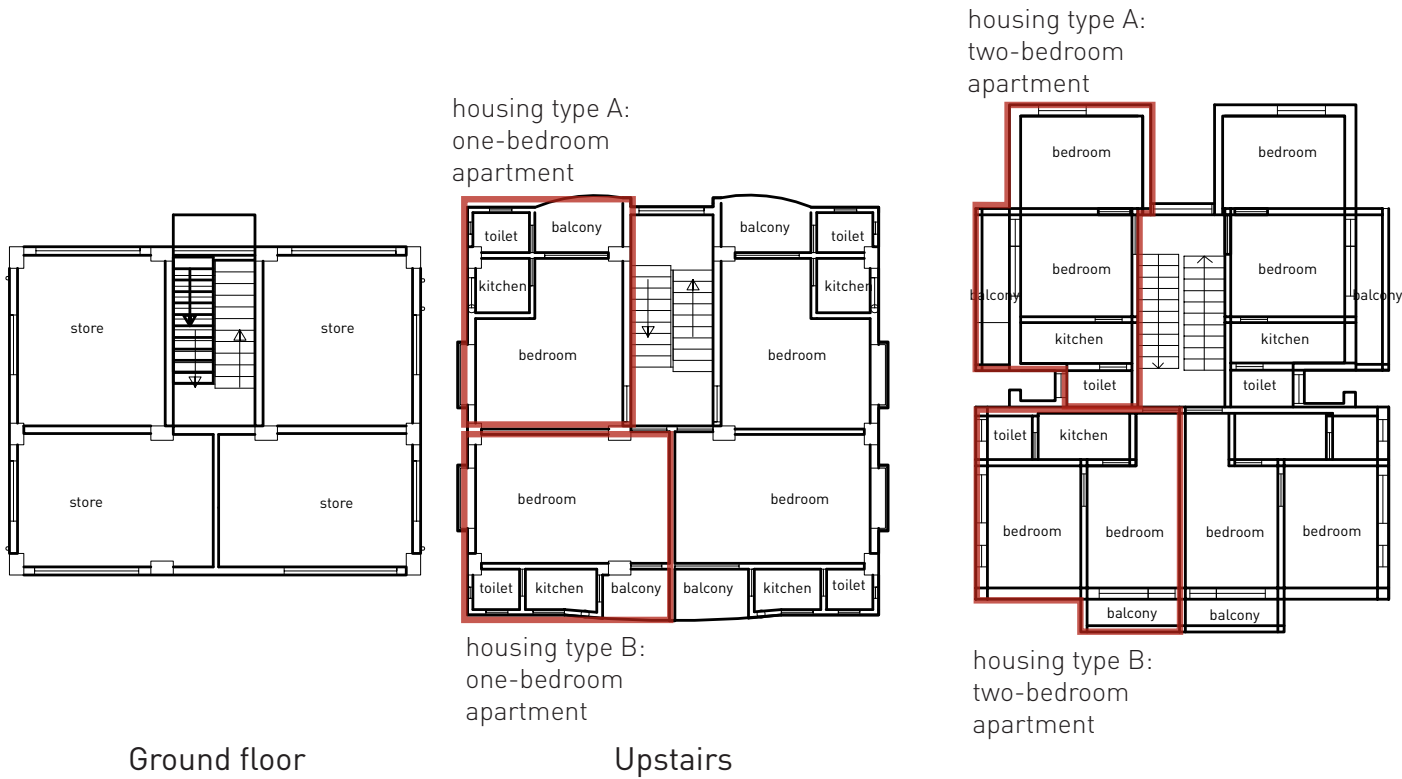 housing type A:
two-bedroom
apartment
housing type A:
one-bedroom
apartment
store
store
store
store
toilet
balcony
balcony
toilet
kitchen
kitchen
bedroom
bedroom
bedroom
bedroom
toilet
kitchen
balcony
balcony
kitchen
toilet
bedroom
bedroom
bedroom
bedroom
balcony
balcony
kitchen
kitchen
toilet
toilet
toilet
kitchen
bedroom
bedroom
bedroom
bedroom
balcony
balcony
housing type B:
one-bedroom
apartment
housing type B:
two-bedroom
apartment
Ground floor
Upstairs